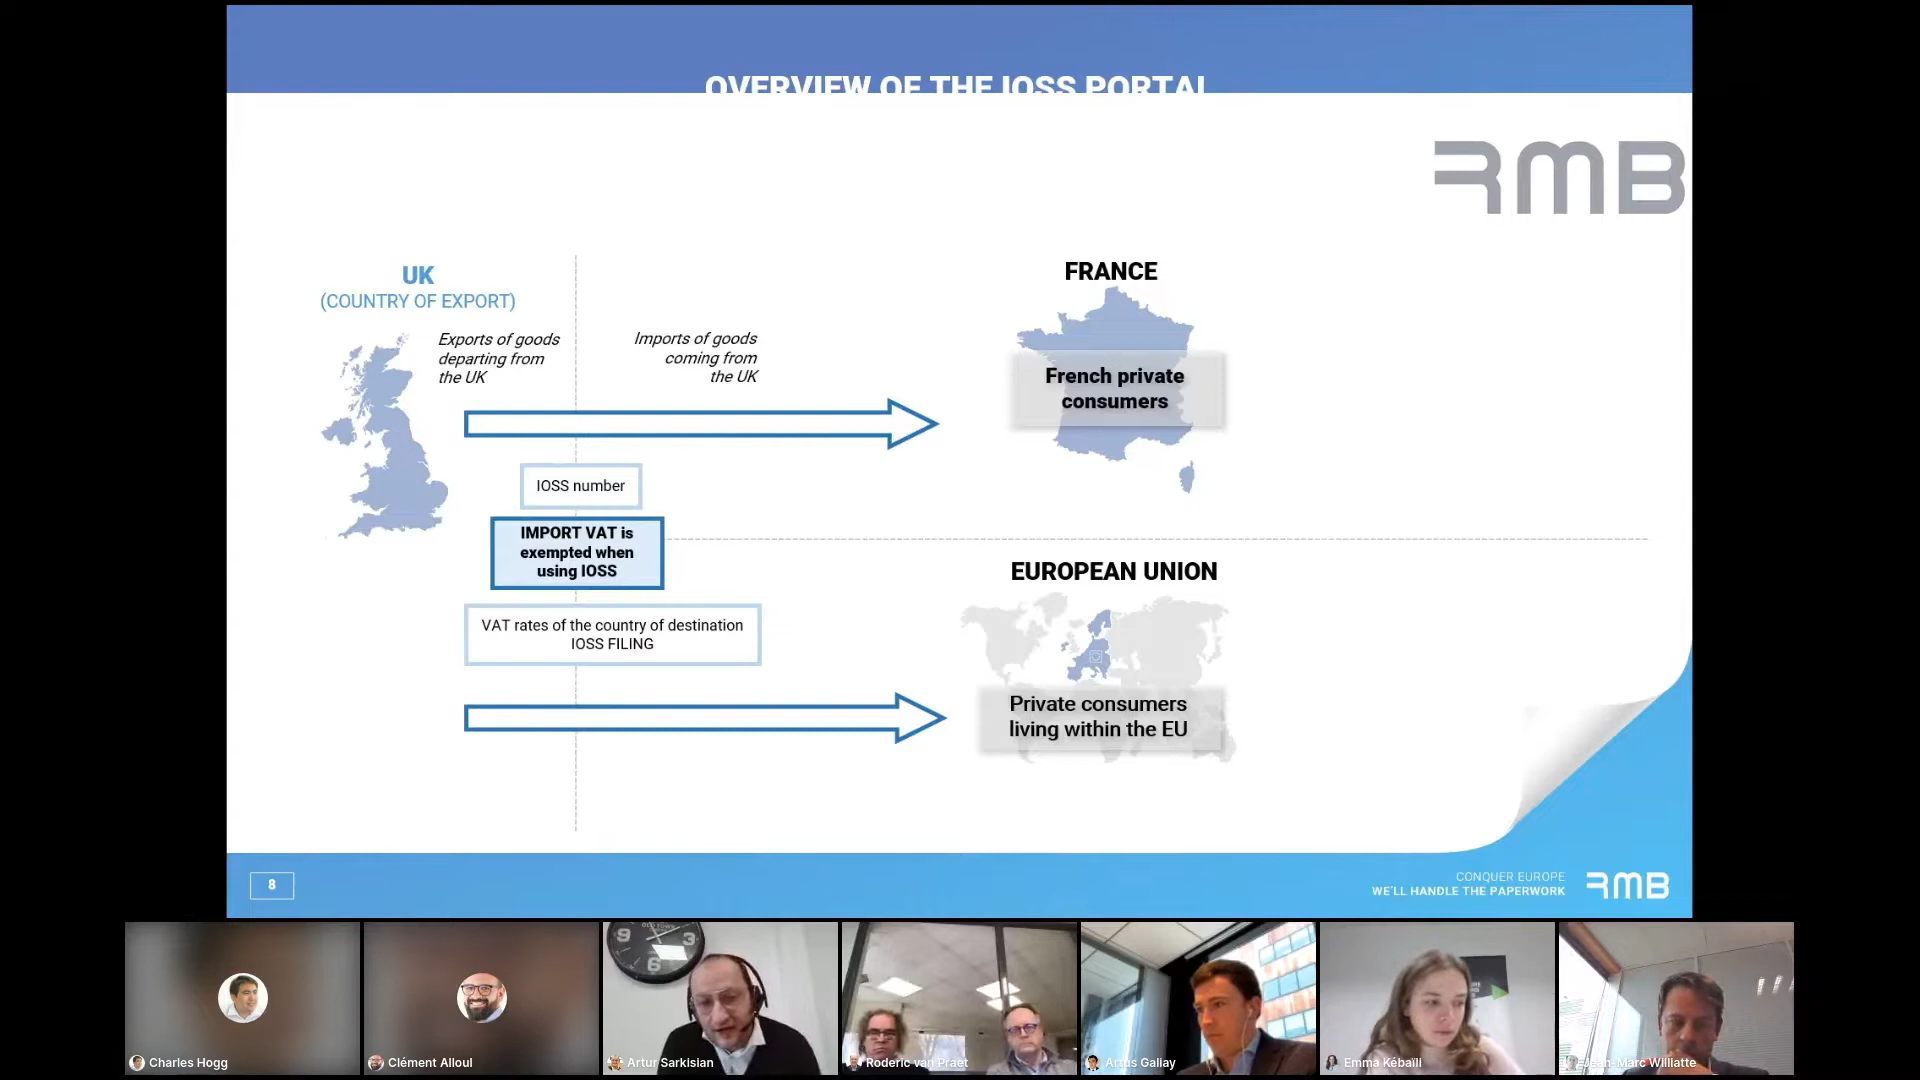 OVERVIEW OF THE IOSS PORTAL
RMB
UK
(COUNTRY OF EXPORT)
Exports of goods
departing from
the UK
Imports of goods
coming from
the UK
FRANCE
French private
consumers
IOSS number
IMPORT VAT is
exempted when
using IOSS
VAT rates of the country of destination
IOSS FILING
EUROPEAN UNION
Private consumers
living within the EU
8
CONQUER EUROPE
WE'LL HANDLE THE PAPERWORK
RMB
9
3
6
Charles Hogg
Clément Alloul
Artur Sarkisian
Roderic van Praet
Artus Galiay
Emma Kébaïli
Jean-Marc Williatte